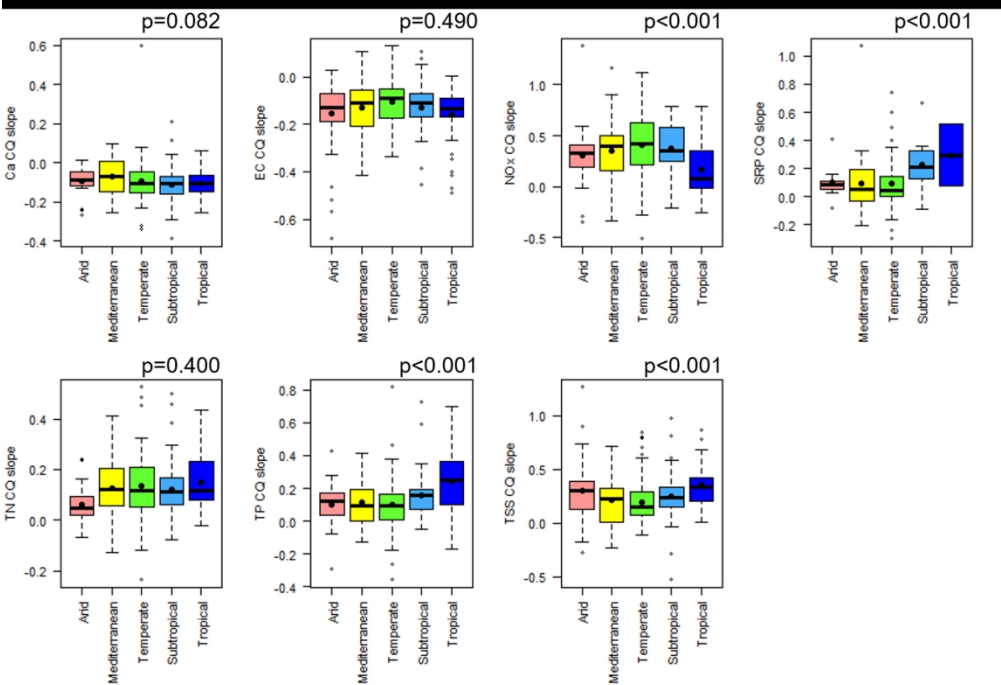 p=0.082
Ca CQ slope
0.6
0.4
0.2
0.0
-0.2
-0.4
Arid
Mediterranean
Temperate
Subtropical
Tropical
p=0.490
EC CQ slope
0.0
-0.2
-0.4
-0.6
Arid
Mediterranean
Temperate
Subtropical
Tropical
p<0.001
NOx CQ slope
1.0
0.5
0.0
-0.5
Arid
Mediterranean
Temperate
Subtropical
Tropical
p<0.001
SRP CQ slope
1.0
0.8
0.6
0.4
0.2
0.0
-0.2
Arid
Mediterranean
Temperate
Subtropical
Tropical
p=0.400
TN CQ slope
0.4
0.2
0.0
-0.2
Arid
Mediterranean
Temperate
Subtropical
Tropical
p<0.001
TP CQ slope
0.8
0.6
0.4
0.2
0.0
-0.2
-0.4
Arid
Mediterranean
Temperate
Subtropical
Tropical
p<0.001
TSS CQ slope
1.0
0.5
0.0
-0.5
Arid
Mediterranean
Temperate
Subtropical
Tropical